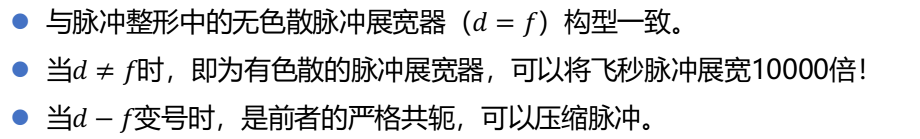 ● 与脉冲整形中的无色散脉冲展宽器（d = f）构型一致。
● 当d ≠ f时，即为有色散的脉冲展宽器，可以将飞秒脉冲展宽10000倍！
● 当d − f变号时，是前者的严格共轭，可以压缩脉冲。